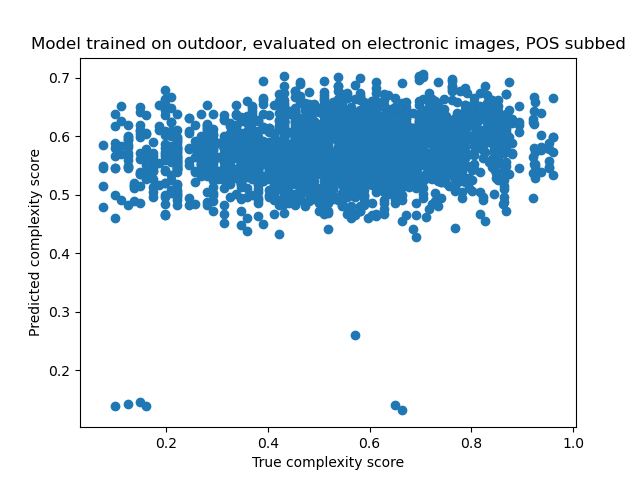 Model trained on outdoor, evaluated on electronic images, POS subbed
Predicted complexity score
0.7
0.6
0.5
0.4
0.3
0.2
0.2 0.4 0.6 0.8 1.0
True complexity score